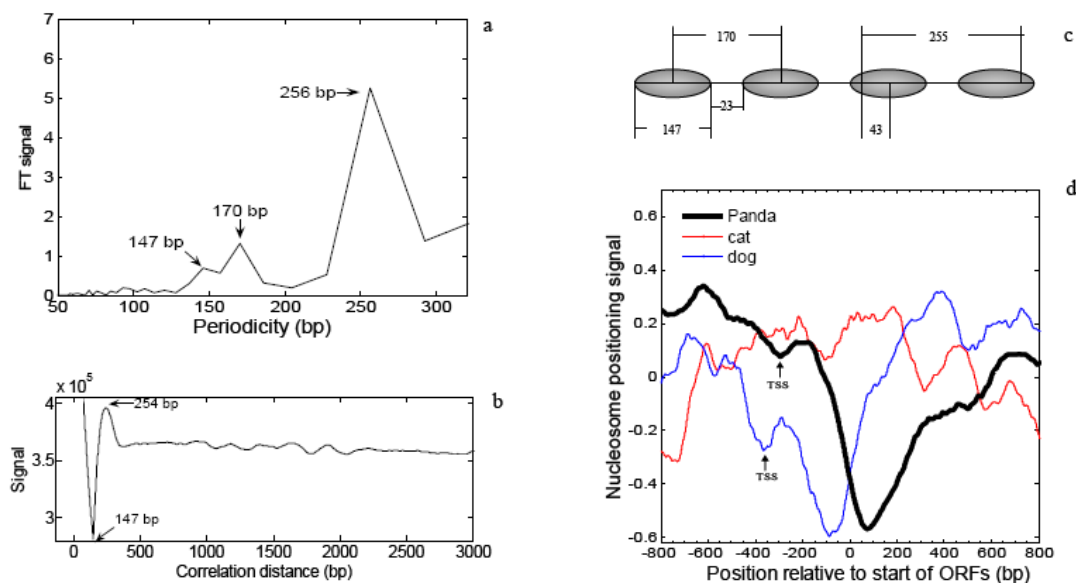 a
7
6
5
4
3
2
1
0
FT signal
256 bp
170 bp
147 bp
50 100 150 200 250 300
Periodicity (bp)
b
x 10^5
4
3.5
3
Signal
254 bp
147 bp
0 500 1000 1500 2000 2500 3000
Correlation distance (bp)
c
170 255
23
147 43
d
0.6
0.4
0.2
0
-0.2
-0.4
-0.6
Nucleosome positioning signal
Panda
cat
dog
TSS
TSS
-800 -600 -400 -200 0 200 400 600 800
Position relative to start of ORFs (bp)